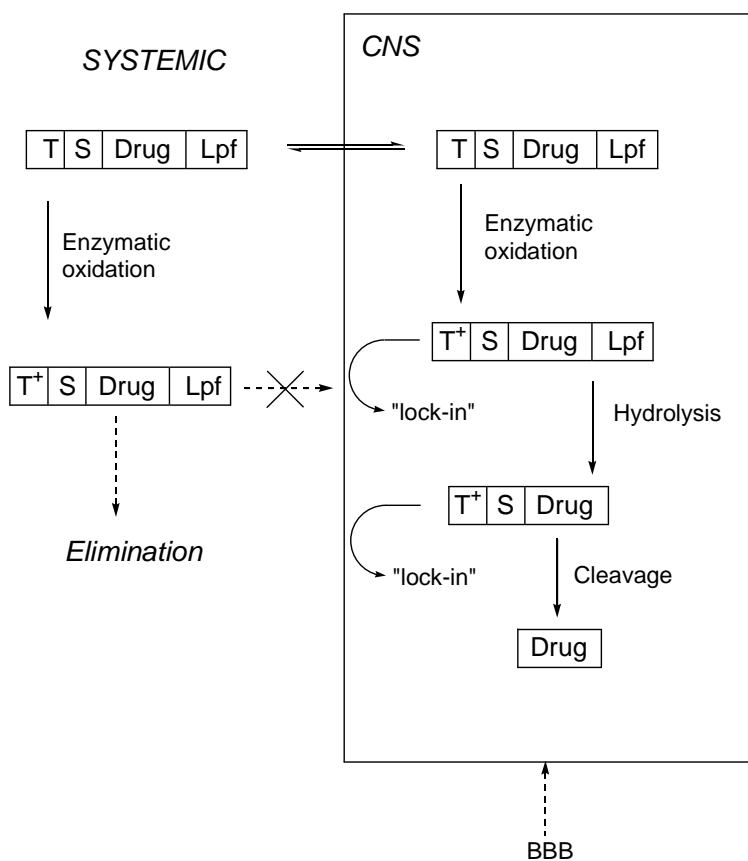 SYSTEMIC
CNS
T S Drug Lpf
T S Drug Lpf
Enzymatic
oxidation
Enzymatic
oxidation
T+ S Drug Lpf
T+ S Drug Lpf
"lock-in"
Hydrolysis
T+ S Drug
Elimination
"lock-in"
Cleavage
Drug
BBB